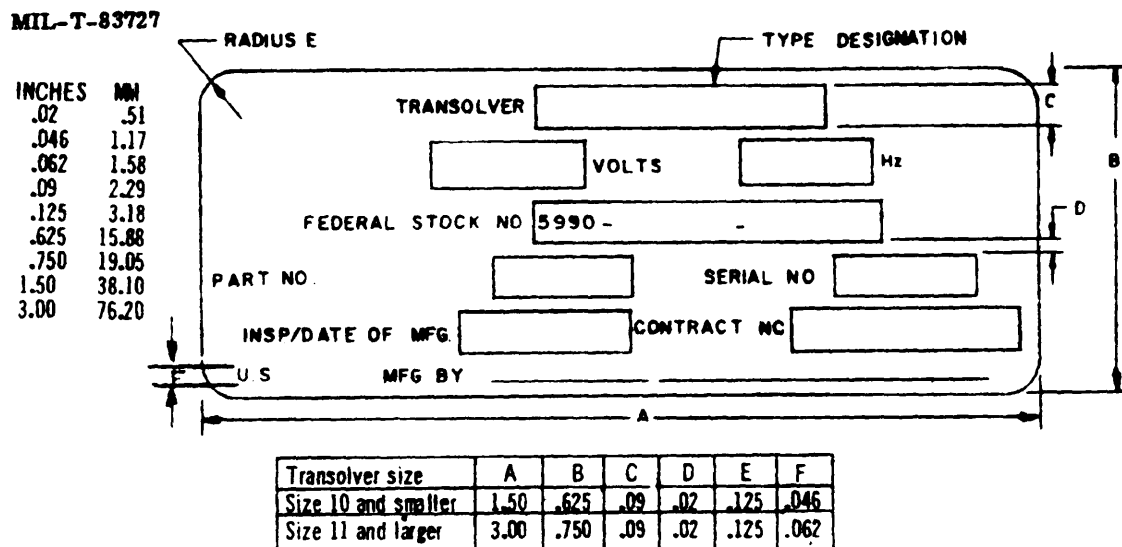 MIL-T-83727
RADIUS E
TYPE DESIGNATION
INCHES MM
.02 .51
.046 1.17
.062 1.58
.09 2.29
.125 3.18
.625 15.88
.750 19.05
1.50 38.10
3.00 76.20
TRANSOLVER
C
VOLTS Hz
B
FEDERAL STOCK NO 5990 - -
D
PART NO. SERIAL NO
INSP/DATE OF MFG. CONTRACT NC
F U.S MFG BY
A
Transolver size A B C D E F
Size 10 and smaller 1.50 .625 .09 .02 .125 .046
Size 11 and larger 3.00 .750 .09 .02 .125 .062